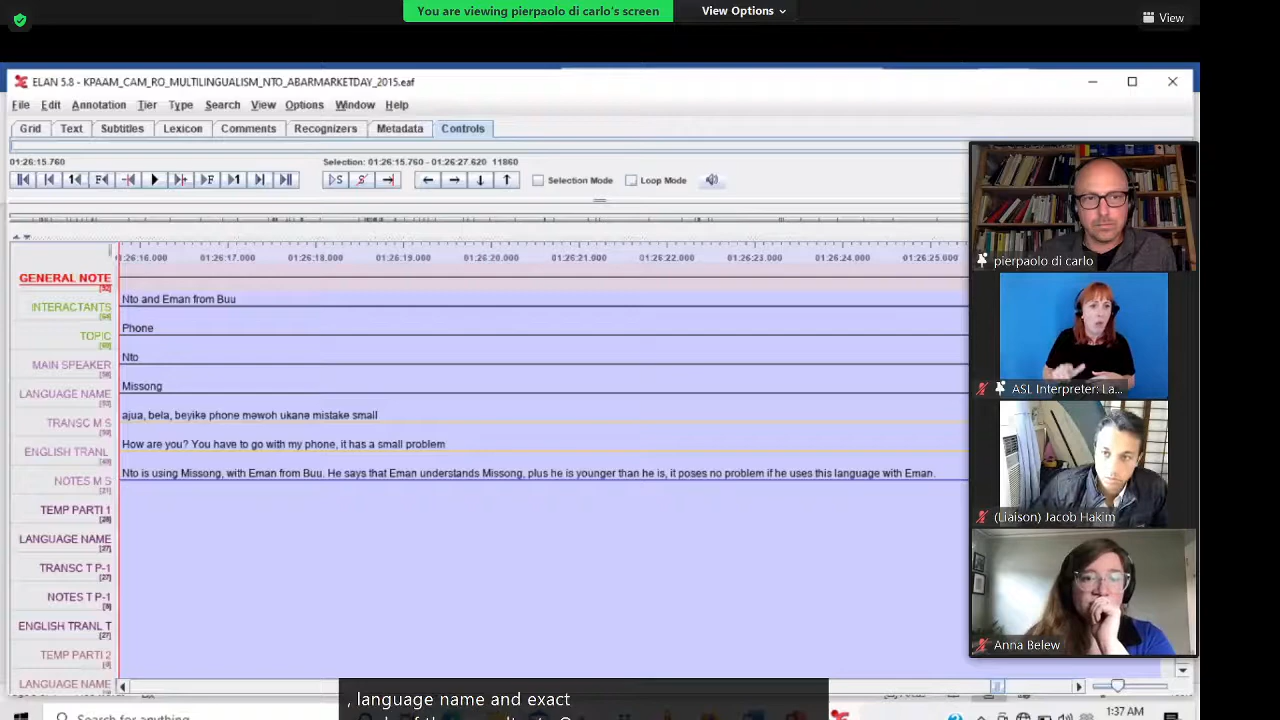 You are viewing pierpaolo di carlo's screen
View Options
View
ELAN 5.8 - KPAAM_CAM_RO_MULTILINGUALISM_NTO_ABARMARKETDAY_2015.eaf
File Edit Annotation Tier Type Search View Options Window Help
Grid Text Subtitles Lexicon Comments Recognizers Metadata Controls
01:26:15.760
Selection: 01:26:15.760 - 01:26:27.620 11860
Selection Mode
Loop Mode
01:26:16.000 01:26:17.000 01:26:18.000 01:26:19.000 01:26:20.000 01:26:21.000 01:26:22.000 01:26:23.000 01:26:24.000 01:26:25.000
GENERAL NOTE
INTERACTANTS
Nto and Eman from Buu
TOPIC
Phone
MAIN SPEAKER
Nto
LANGUAGE NAME
Missong
TRANSC M S
ajua, bela, beyikə phone məwoh ukane mistake small
ENGLISH TRANL
How are you? You have to go with my phone, it has a small problem
NOTES M S
Nto is using Missong, with Eman from Buu. He says that Eman understands Missong, plus he is younger than he is, it poses no problem if he uses this language with Eman.
TEMP PARTI 1
LANGUAGE NAME
TRANSC T P-1
NOTES T P-1
ENGLISH TRANL T
TEMP PARTI 2
LANGUAGE NAME
pierpaolo di carlo
ASL Interpreter: La...
(Liaison) Jacob Hakim
Anna Belew
, language name and exact
Search for anything
1:37 AM